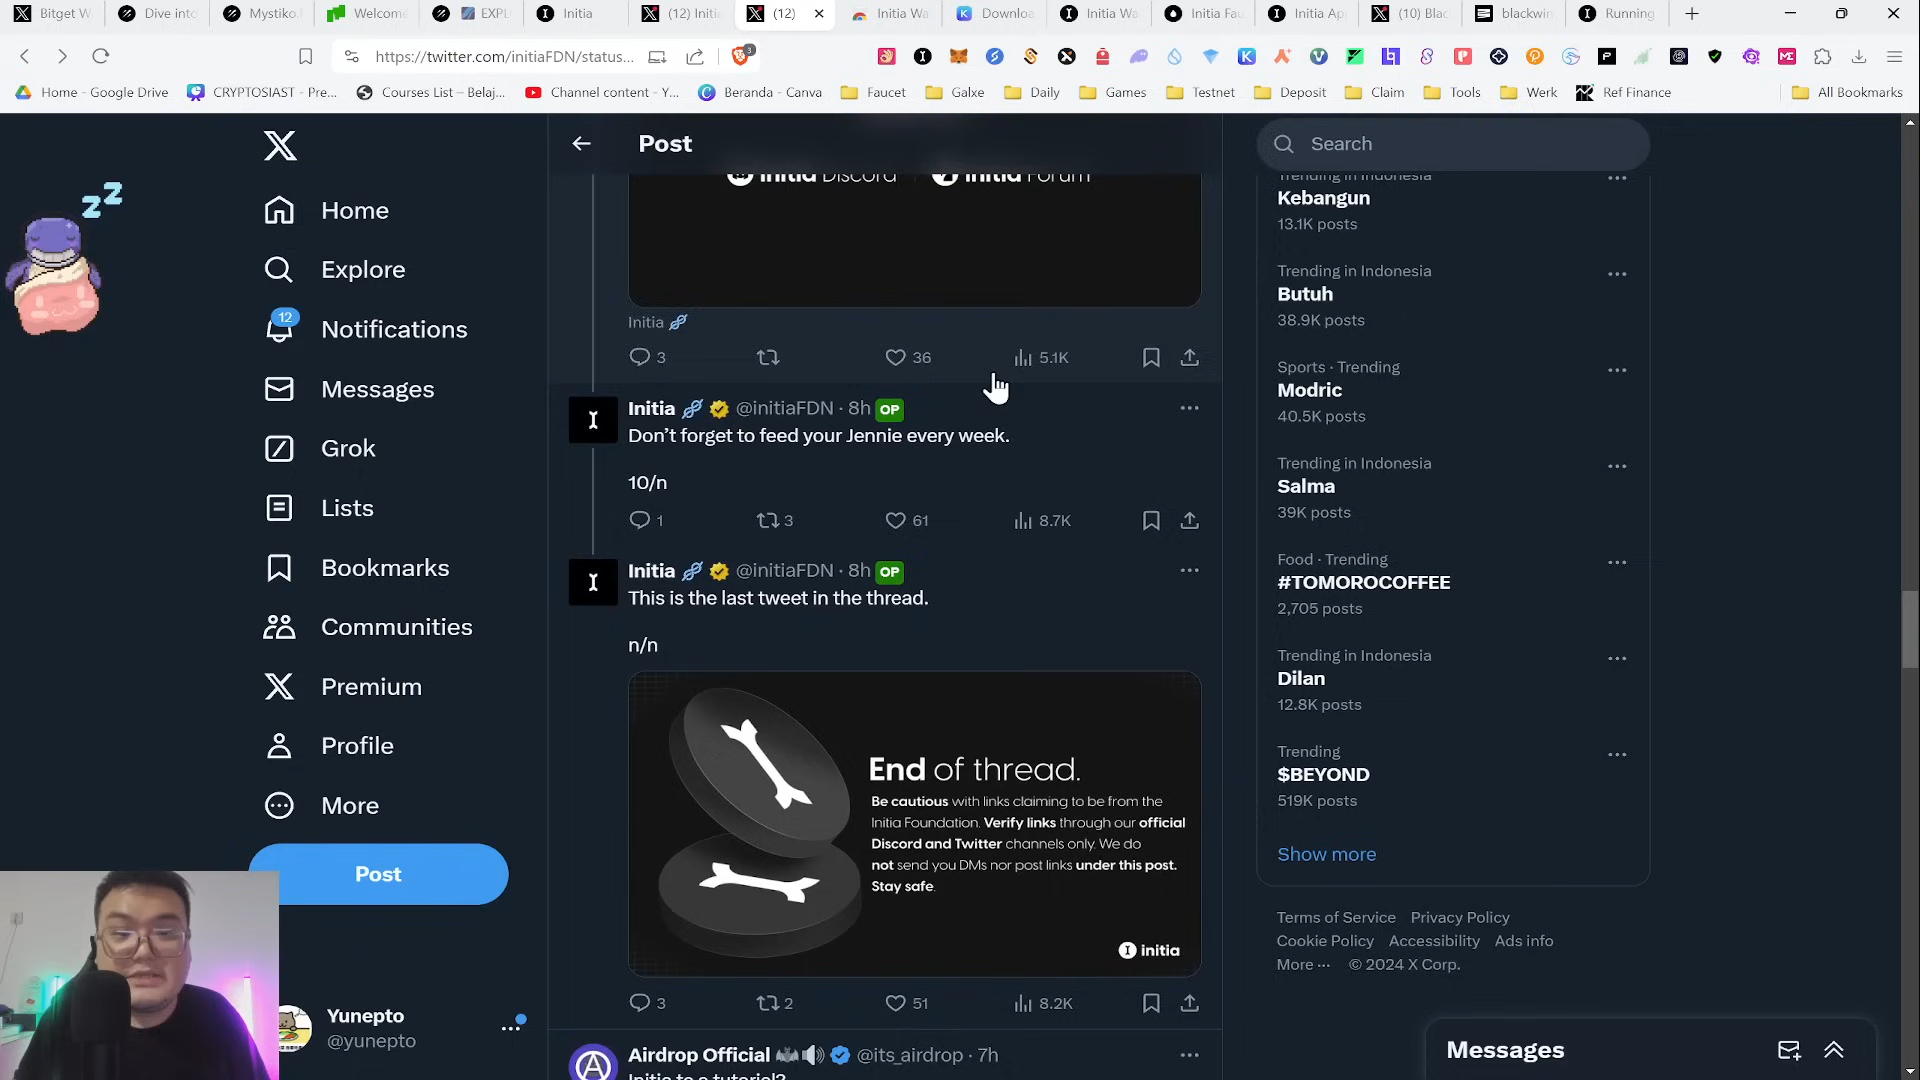 Bitget W
Dive into
Mystiko.
Welcome
EXPL
Initia
(12) Initi
(12)
Initia Wa
Downloa
Initia Wa
Initia Fau
Initia Ap
(10) Blac
blackwin
Running
https://twitter.com/initiaFDN/status...
3
Home - Google Drive
CRYPTOSIAST - Pre...
Courses List – Belaj...
Channel content - Y...
Beranda - Canva
Faucet
Galxe
Daily
Games
Testnet
Deposit
Claim
Tools
Werk
Ref Finance
All Bookmarks
Home
Explore
12
Notifications
Messages
Grok
Lists
Bookmarks
Communities
Premium
Profile
More
Post
Yunepto
@yunepto
Post
initia Discord
initia Forum
Initia
3
36
5.1K
Initia @initiaFDN · 8h OP
Don’t forget to feed your Jennie every week.
10/n
1
3
61
8.7K
Initia @initiaFDN · 8h OP
This is the last tweet in the thread.
n/n
End of thread.
Be cautious with links claiming to be from the
Initia Foundation. Verify links through our official
Discord and Twitter channels only. We do
not send you DMs nor post links under this post.
Stay safe.
initia
3
2
51
8.2K
Airdrop Official @its_airdrop · 7h
Initia to a tutorial?
Search
Trending in Indonesia
Kebangun
13.1K posts
Trending in Indonesia
Butuh
38.9K posts
Sports · Trending
Modric
40.5K posts
Trending in Indonesia
Salma
39K posts
Food · Trending
#TOMOROCOFFEE
2,705 posts
Trending in Indonesia
Dilan
12.8K posts
Trending
$BEYOND
519K posts
Show more
Terms of Service Privacy Policy
Cookie Policy Accessibility Ads info
More ··· © 2024 X Corp.
Messages